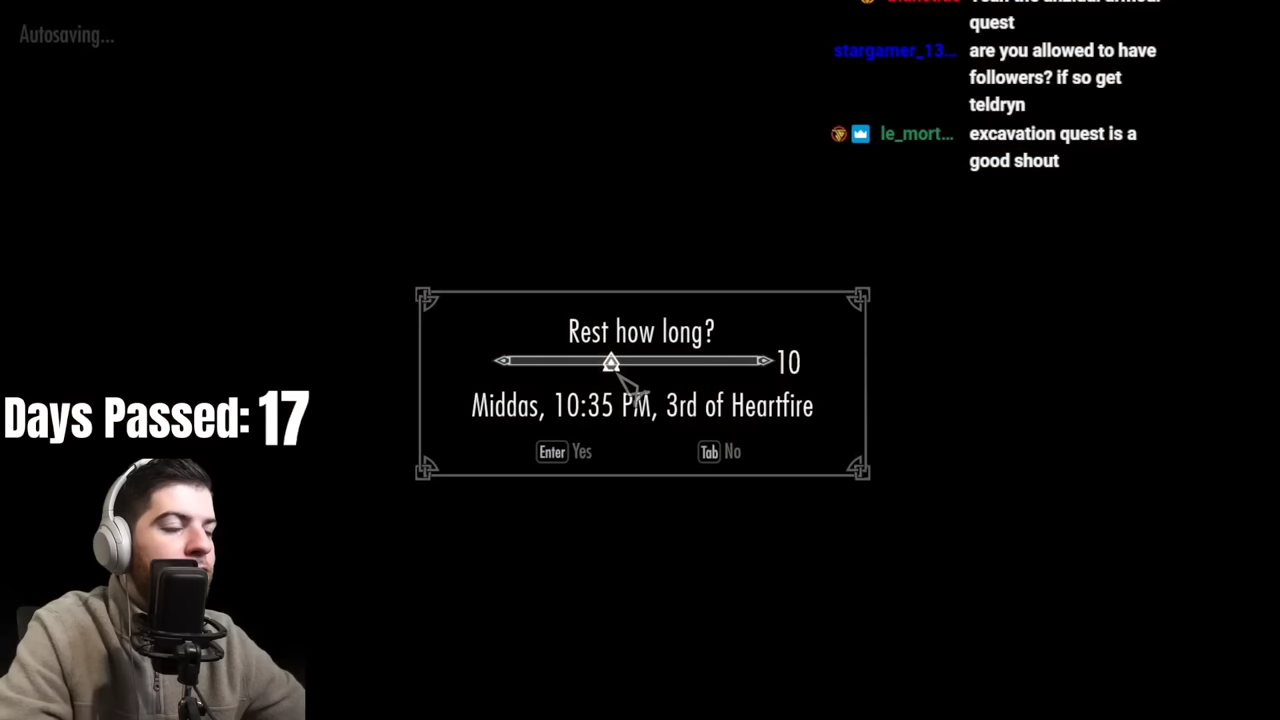 Autosaving...
quest
stargamer_13... are you allowed to have
followers? if so get
teldryn
le_mort... excavation quest is a
good shout
Rest how long?
10
Middas, 10:35 PM, 3rd of Heartfire
Enter Yes Tab No
Days Passed: 17